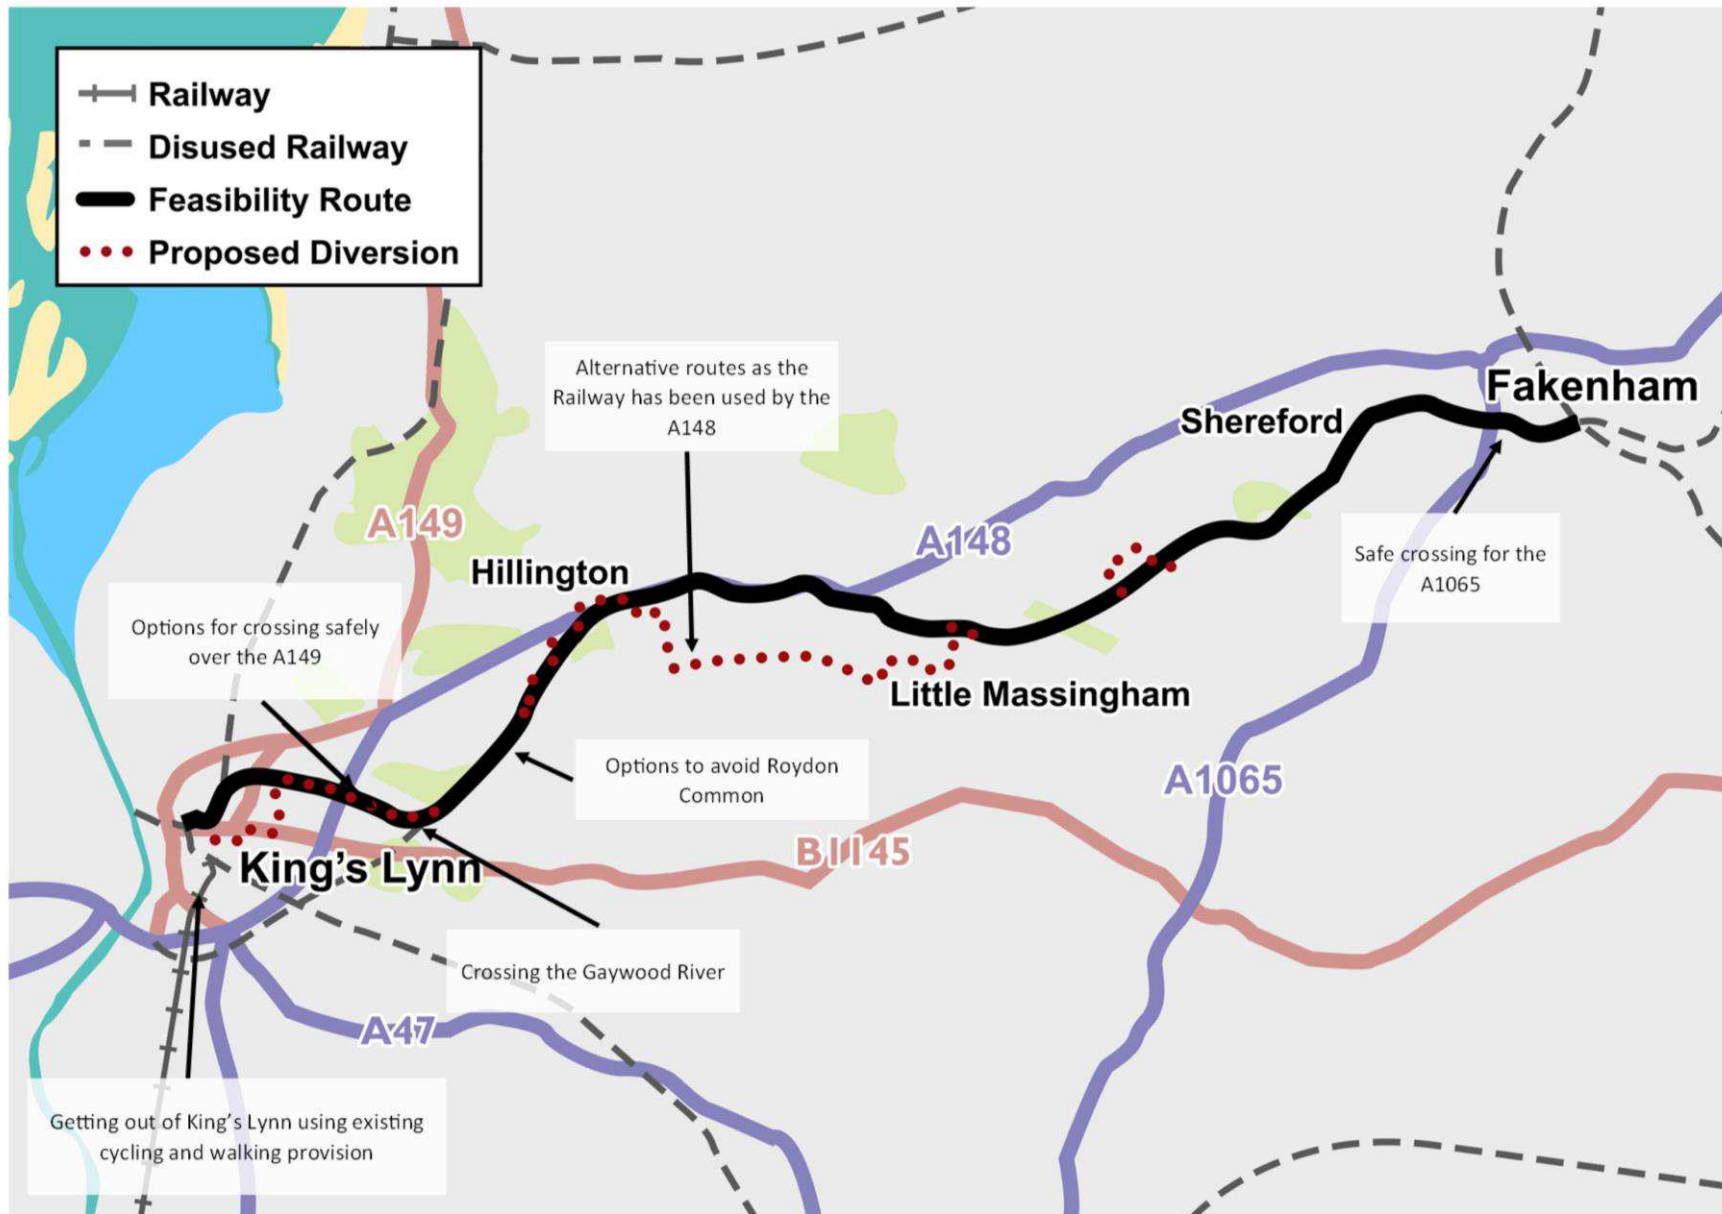 Railway
Disused Railway
Feasibility Route
Proposed Diversion
Alternative routes as the
Railway has been used by the
A148
Fakenham
Shereford
A149
A148
Safe crossing for the
A1065
Hillington
Options for crossing safely
over the A149
Little Massingham
Options to avoid Roydon
Common
A1065
B1145
King's Lynn
Crossing the Gaywood River
A47
Getting out of King's Lynn using existing
cycling and walking provision